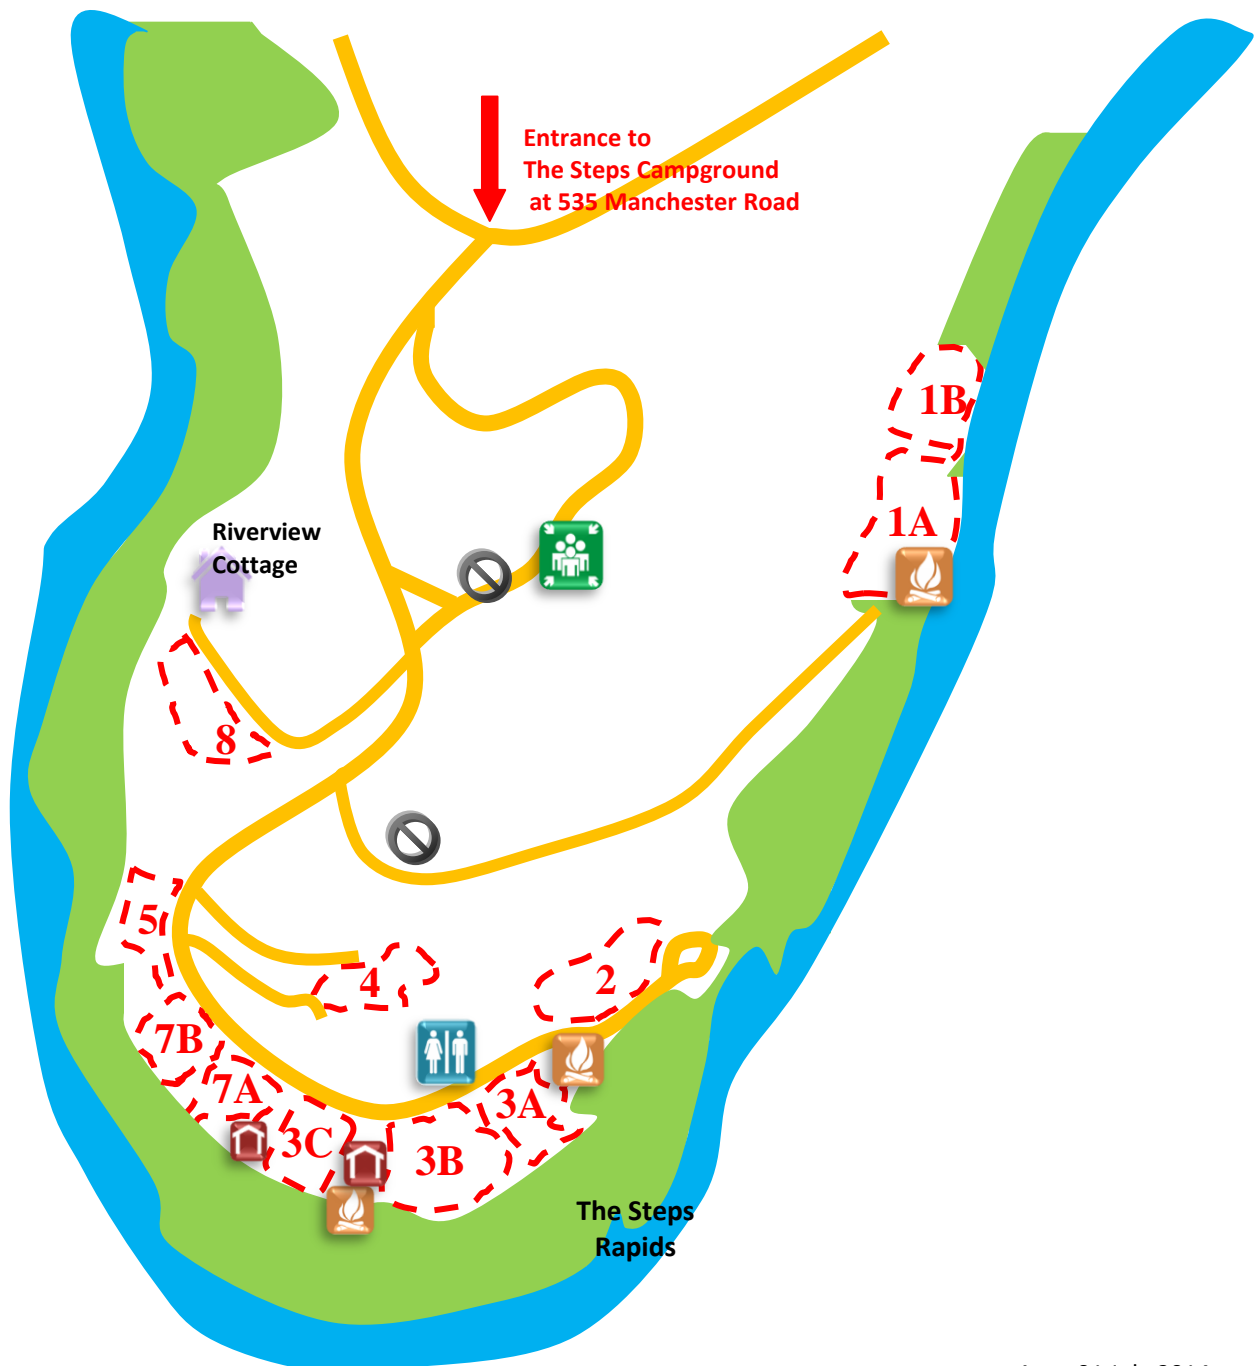 Entrance to
The Steps Campground
at 535 Manchester Road
1B
1A
Riverview
Cottage
8
5
4
2
7B
7A
3A
3C
3B
The Steps
Rapids